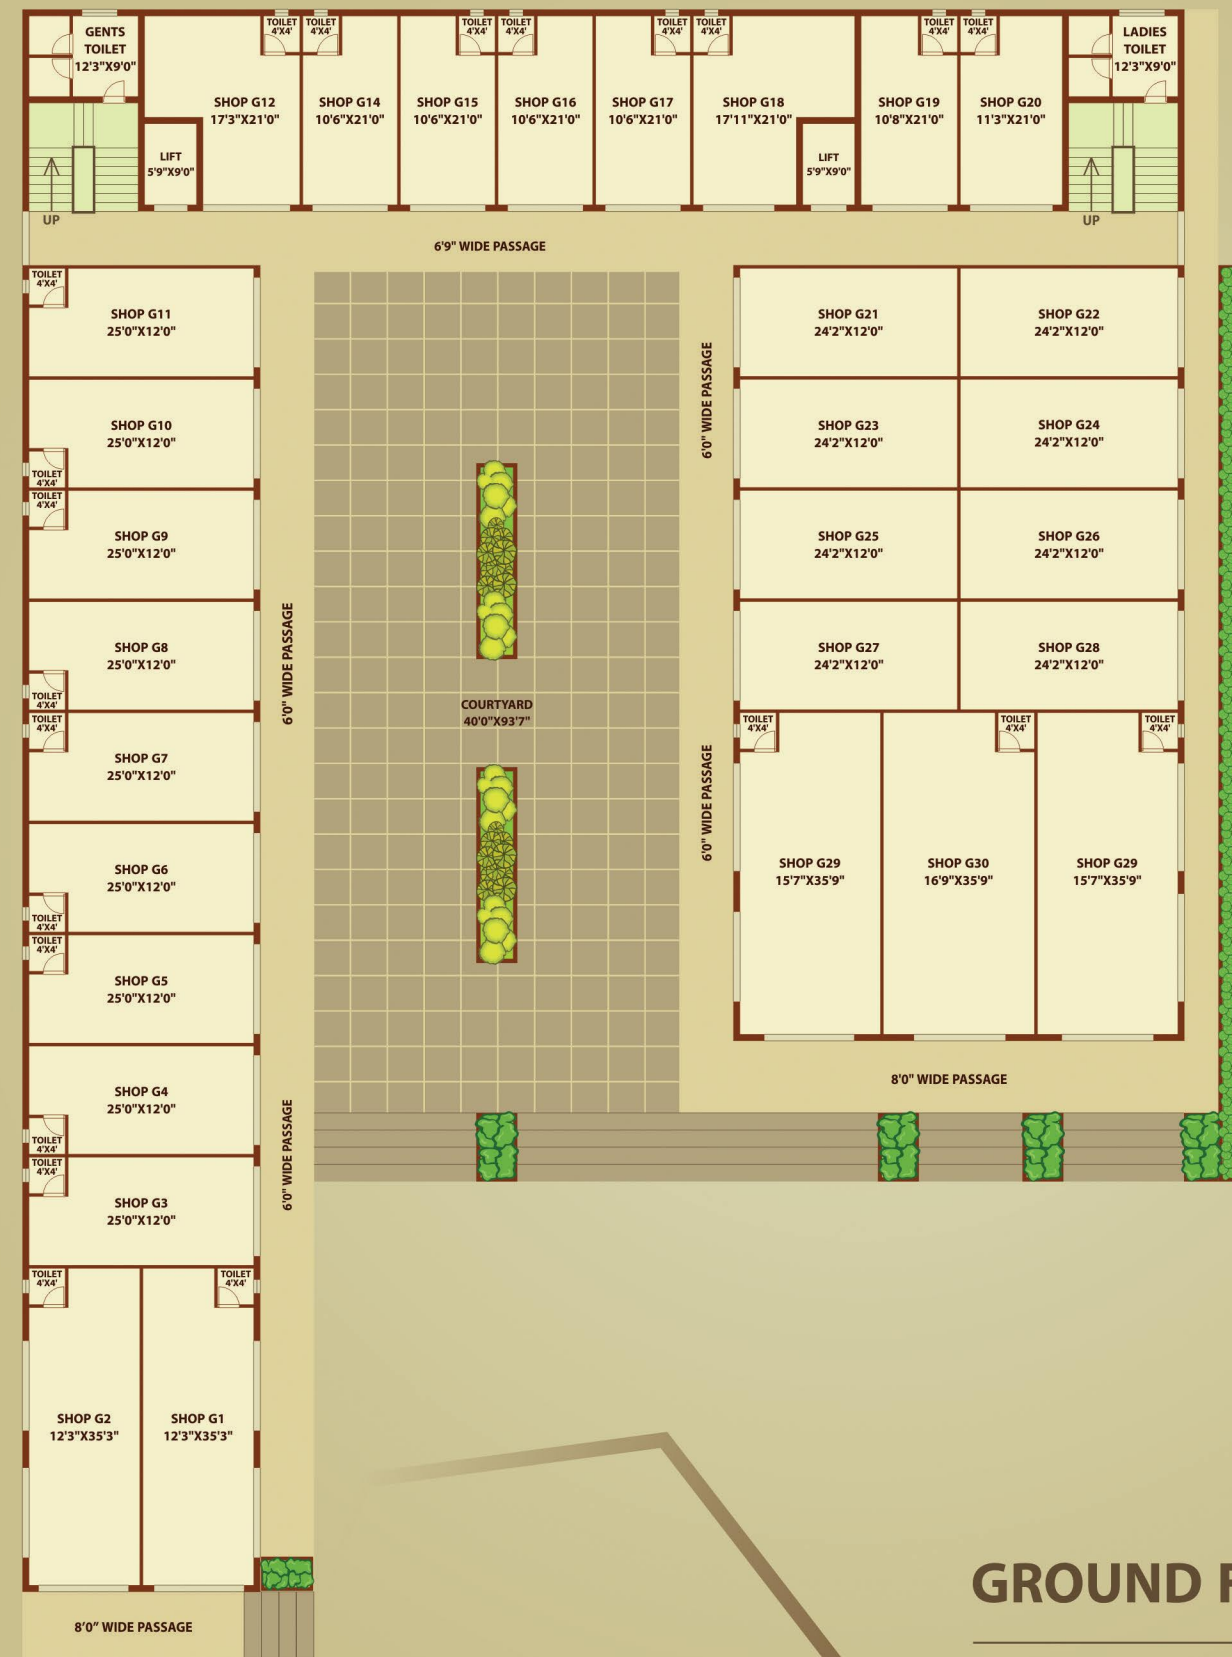 GENTS
TOILET
12'3"X9'0"
TOILET
4'X4'
TOILET
4'X4'
TOILET
4'X4'
TOILET
4'X4'
TOILET
4'X4'
TOILET
4'X4'
TOILET
4'X4'
TOILET
4'X4'
LADIES
TOILET
12'3"X9'0"
SHOP G12
17'3"X21'0"
SHOP G14
10'6"X21'0"
SHOP G15
10'6"X21'0"
SHOP G16
10'6"X21'0"
SHOP G17
10'6"X21'0"
SHOP G18
17'11"X21'0"
SHOP G19
10'8"X21'0"
SHOP G20
11'3"X21'0"
LIFT
5'9"X9'0"
LIFT
5'9"X9'0"
UP
UP
6'9" WIDE PASSAGE
TOILET
4'X4'
SHOP G11
25'0"X12'0"
SHOP G10
25'0"X12'0"
TOILET
4'X4'
TOILET
4'X4'
SHOP G9
25'0"X12'0"
SHOP G8
25'0"X12'0"
TOILET
4'X4'
TOILET
4'X4'
SHOP G7
25'0"X12'0"
SHOP G6
25'0"X12'0"
TOILET
4'X4'
TOILET
4'X4'
SHOP G5
25'0"X12'0"
SHOP G4
25'0"X12'0"
TOILET
4'X4'
TOILET
4'X4'
SHOP G3
25'0"X12'0"
TOILET
4'X4'
TOILET
4'X4'
SHOP G2
12'3"X35'3"
SHOP G1
12'3"X35'3"
8'0" WIDE PASSAGE
6'0" WIDE PASSAGE
6'0" WIDE PASSAGE
COURTYARD
40'0"X93'7"
6'0" WIDE PASSAGE
6'0" WIDE PASSAGE
SHOP G21
24'2"X12'0"
SHOP G22
24'2"X12'0"
SHOP G23
24'2"X12'0"
SHOP G24
24'2"X12'0"
SHOP G25
24'2"X12'0"
SHOP G26
24'2"X12'0"
SHOP G27
24'2"X12'0"
SHOP G28
24'2"X12'0"
TOILET
4'X4'
TOILET
4'X4'
TOILET
4'X4'
SHOP G29
15'7"X35'9"
SHOP G30
16'9"X35'9"
SHOP G29
15'7"X35'9"
8'0" WIDE PASSAGE
GROUND